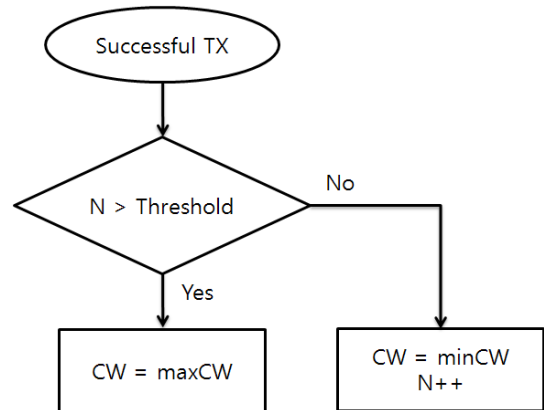 Successful TX
N > Threshold
No
Yes
CW = maxCW
CW = minCW
N++